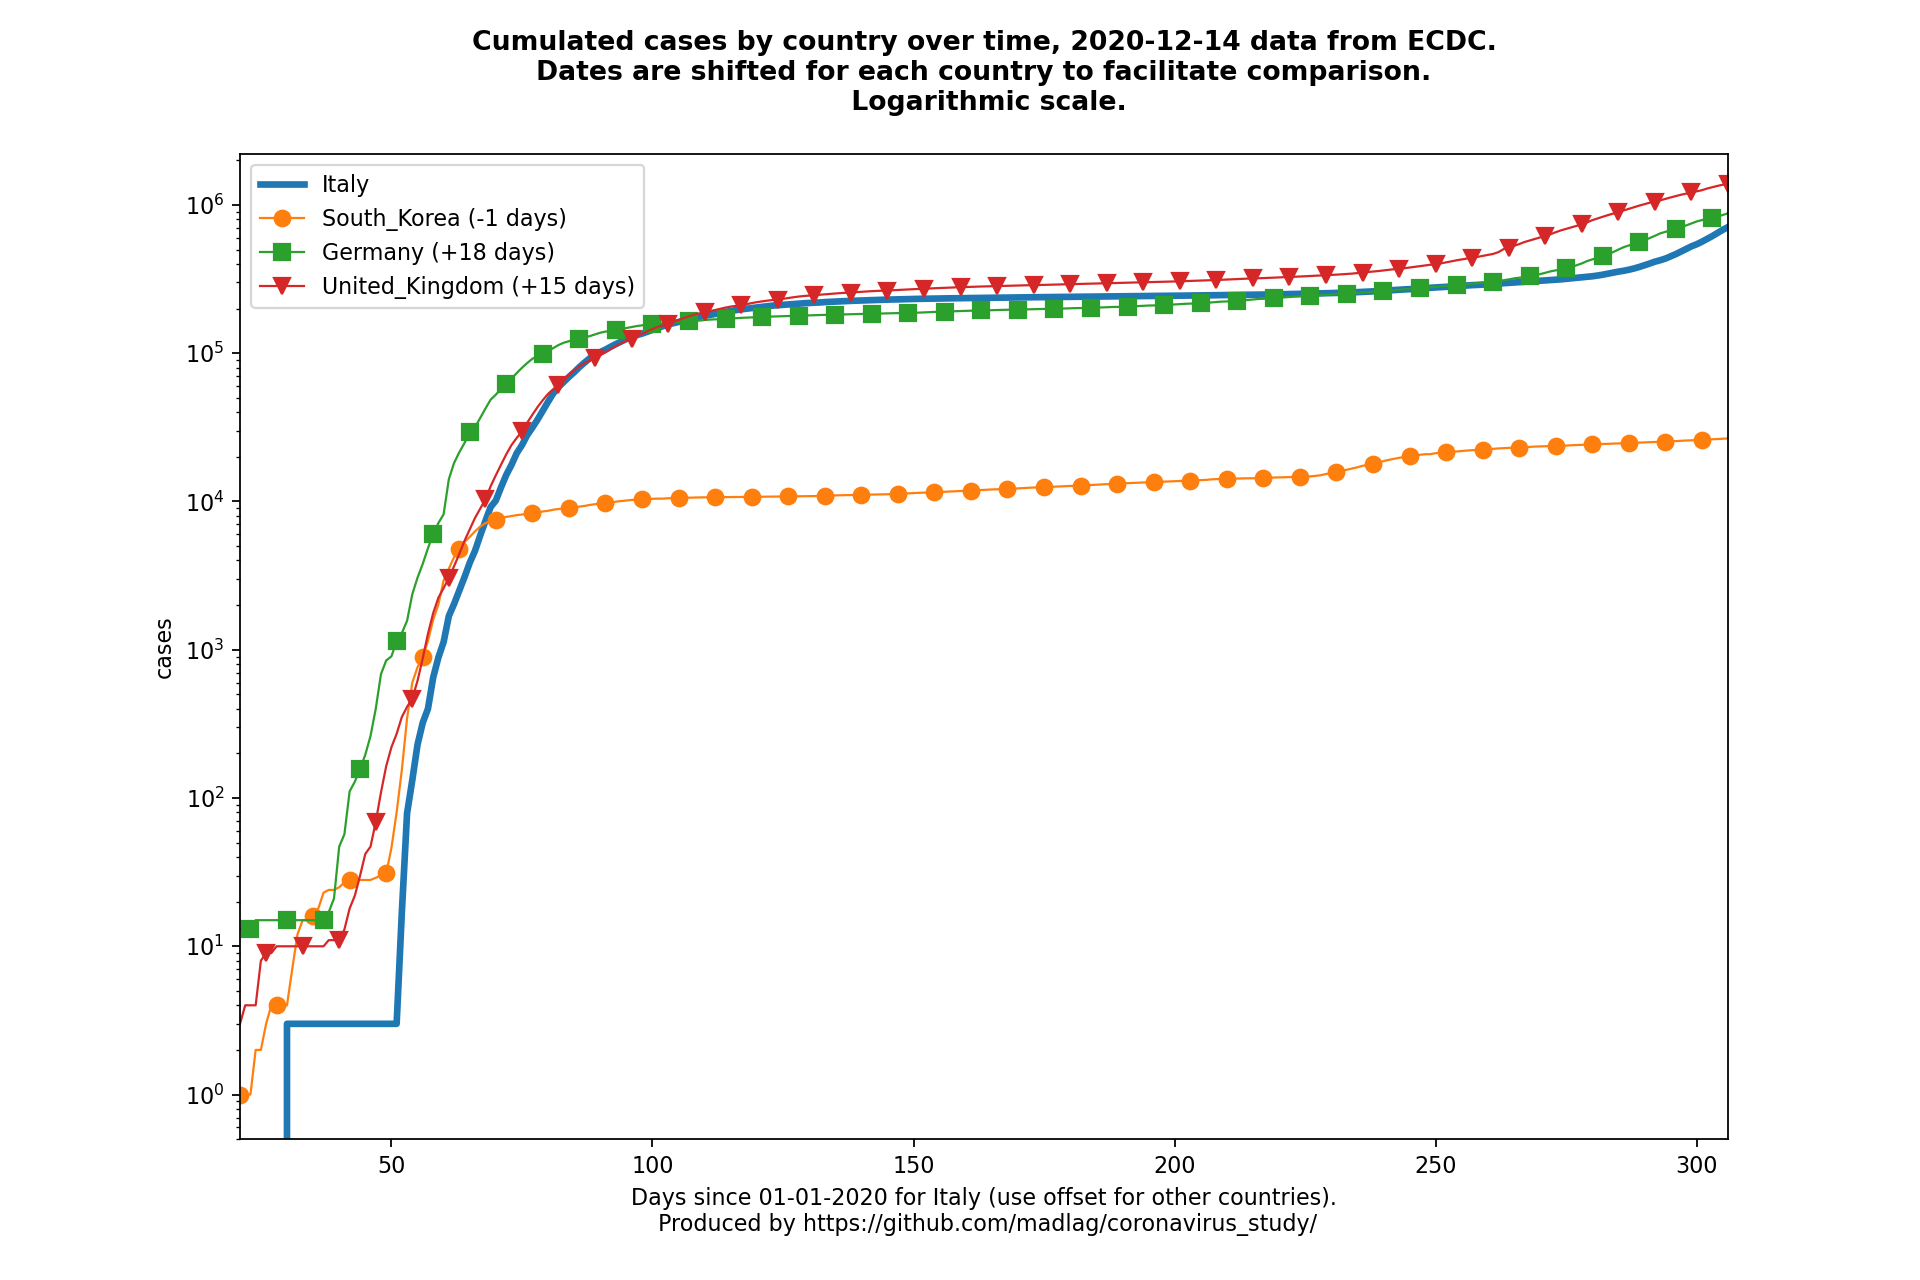 Cumulated cases by country over time, 2020-12-14 data from ECDC.
Dates are shifted for each country to facilitate comparison.
Logarithmic scale.
Italy
South_Korea (-1 days)
Germany (+18 days)
United_Kingdom (+15 days)
10^6
10^5
10^4
10^3
10^2
10^1
10^0
cases
50 100 150 200 250 300
Days since 01-01-2020 for Italy (use offset for other countries).
Produced by https://github.com/madlag/coronavirus_study/